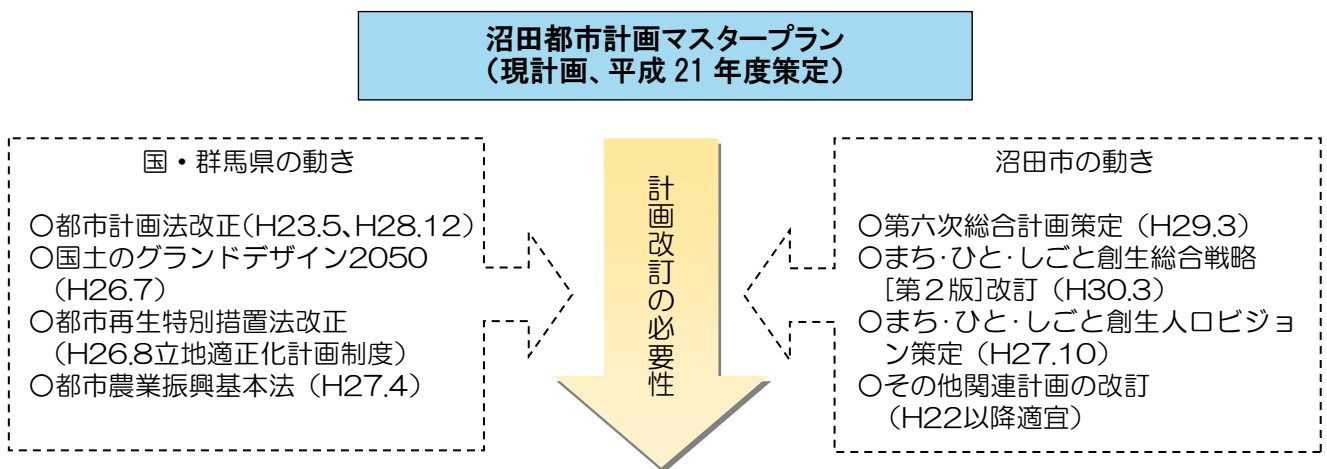 沼田都市計画マスタープラン
（現計画、平成 21 年度策定）
国・群馬県の動き
○都市計画法改正（H23.5、H28.12）
○国土のグランドデザイン2050
（H26.7）
○都市再生特別措置法改正
（H26.8立地適正化計画制度）
○都市農業振興基本法（H27.4）
計画改訂の必要性
沼田市の動き
○第六次総合計画策定（H29.3）
○まち・ひと・しごと創生総合戦略
［第２版］改訂（H30.3）
○まち・ひと・しごと創生人口ビジョ
ン策定（H27.10）
○その他関連計画の改訂
（H22以降適宜）